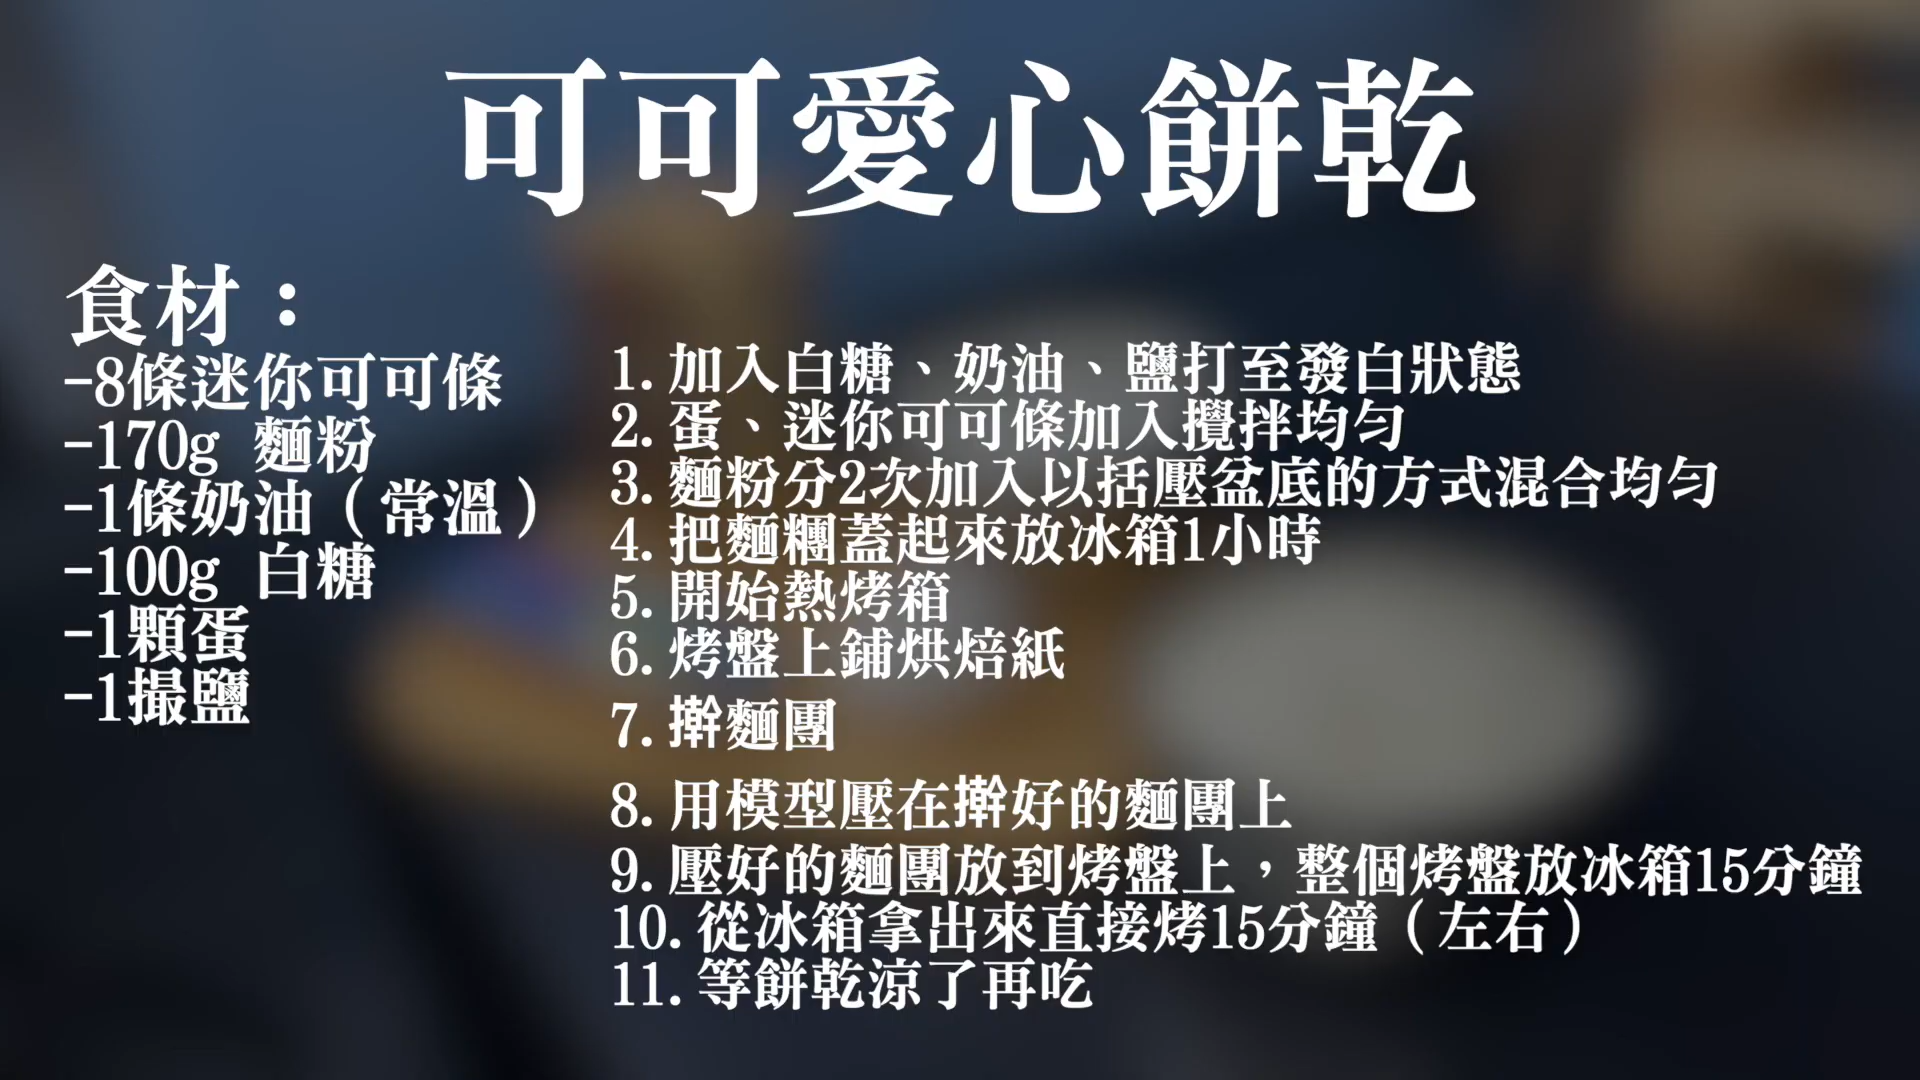 可可愛心餅乾
食材：
-8條迷你可可條
-170g 麵粉
-1條奶油（常溫）
-100g 白糖
-1顆蛋
-1撮鹽
1. 加入白糖、奶油、鹽打至發白狀態
2. 蛋、迷你可可條加入攪拌均勻
3. 麵粉分2次加入以括壓盆底的方式混合均勻
4. 把麵糰蓋起來放冰箱1小時
5. 開始熱烤箱
6. 烤盤上鋪烘焙紙
7. 擀麵團
8. 用模型壓在擀好的麵團上
9. 壓好的麵團放到烤盤上，整個烤盤放冰箱15分鐘
10. 從冰箱拿出來直接烤15分鐘（左右）
11. 等餅乾涼了再吃